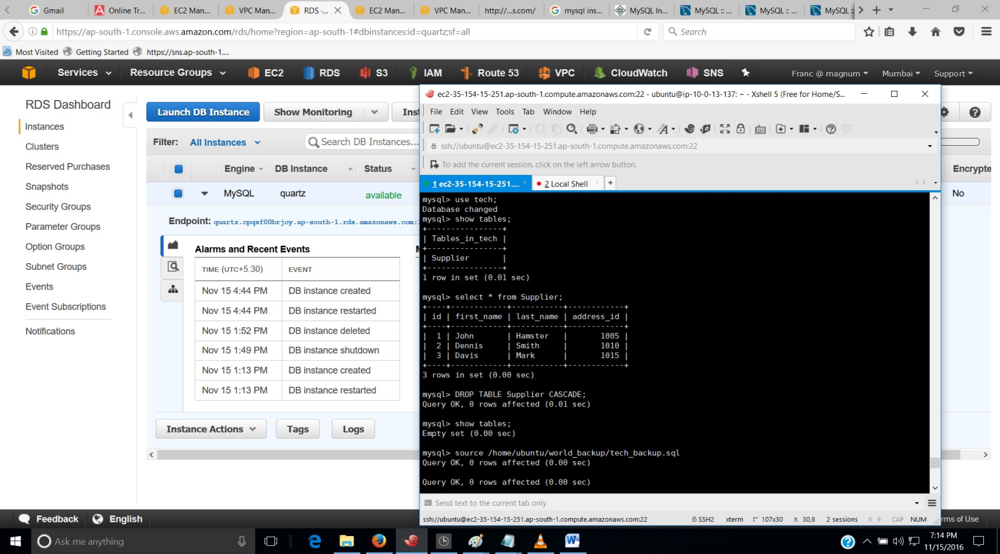 Gmail
Online Tr...
EC2 Man...
VPC Man...
RDS ·...
EC2 Man...
VPC Man...
http://...s.com/
mysql ins...
MySQL In...
MySQL :: ...
MySQL :: ...
MySQL ::
https://ap-south-1.console.aws.amazon.com/rds/home?region=ap-south-1#dbinstances:id=quartz;sf=all
Search
Most Visited
Getting Started
https://sns.ap-south-1....
Services
Resource Groups
EC2
RDS
S3
IAM
Route 53
VPC
CloudWatch
SNS
Franc @ magnum
Mumbai
Support
RDS Dashboard
Instances
Clusters
Reserved Purchases
Snapshots
Security Groups
Parameter Groups
Option Groups
Subnet Groups
Events
Event Subscriptions
Notifications
Launch DB Instance
Show Monitoring
Filter: All Instances
Search DB Instances...
Engine DB Instance Status
Encrypte
MySQL quartz available
No
Endpoint: quartz.cpqsf00brjcy.ap-south-1.rds.amazonaws.com:
Alarms and Recent Events
TIME (UTC+5:30) EVENT
Nov 15 4:44 PM DB instance created
Nov 15 4:44 PM DB instance restarted
Nov 15 1:52 PM DB instance deleted
Nov 15 1:49 PM DB instance shutdown
Nov 15 1:13 PM DB instance created
Nov 15 1:13 PM DB instance restarted
Instance Actions
Tags
Logs
ec2-35-154-15-251.ap-south-1.compute.amazonaws.com:22 - ubuntu@ip-10-0-13-137: ~ - Xshell 5 (Free for Home/S...
File Edit View Tools Tab Window Help
ssh://ubuntu@ec2-35-154-15-251.ap-south-1.compute.amazonaws.com:22
To add the current session, click on the left arrow button.
1 ec2-35-154-15-251....
2 Local Shell
mysql> use tech;
Database changed
mysql> show tables;
+----------------+
| Tables_in_tech |
+----------------+
| Supplier       |
+----------------+
1 row in set (0.01 sec)
mysql> select * from Supplier;
+----+------------+-----------+------------+
| id | first_name | last_name | address_id |
+----+------------+-----------+------------+
|  1 | John       | Hamster   |       1005 |
|  2 | Dennis     | Smith     |       1010 |
|  3 | Davis      | Mark      |       1015 |
+----+------------+-----------+------------+
3 rows in set (0.00 sec)
mysql> DROP TABLE Supplier CASCADE;
Query OK, 0 rows affected (0.01 sec)
mysql> show tables;
Empty set (0.00 sec)
mysql> source /home/ubuntu/world_backup/tech_backup.sql
Query OK, 0 rows affected (0.00 sec)
Query OK, 0 rows affected (0.00 sec)
Send text to the current tab only
ssh://ubuntu@ec2-35-154-15-251.ap-south-1.compute.amazonaws.com:22
SSH2
xterm
107x30
30,8
2 sessions
CAP
NUM
Feedback
English
rms of Use
Ask me anything
7:14 PM
11/15/2016